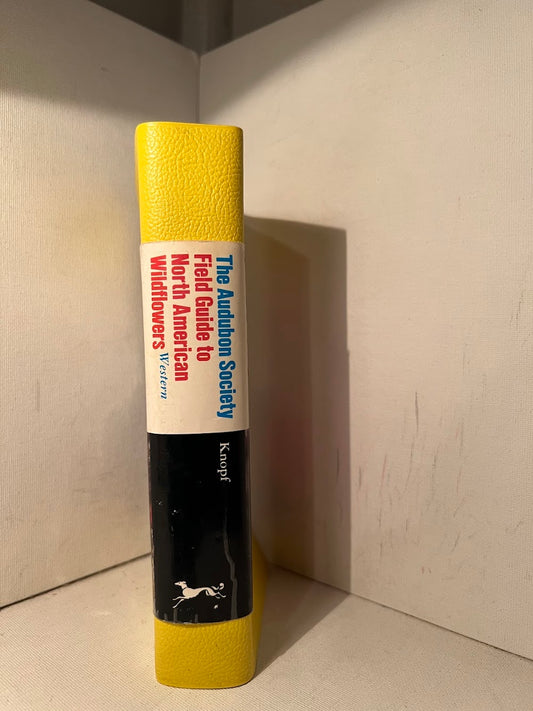 The Audubon Society
Field Guide to
North American
Wildflowers Western
Knopf